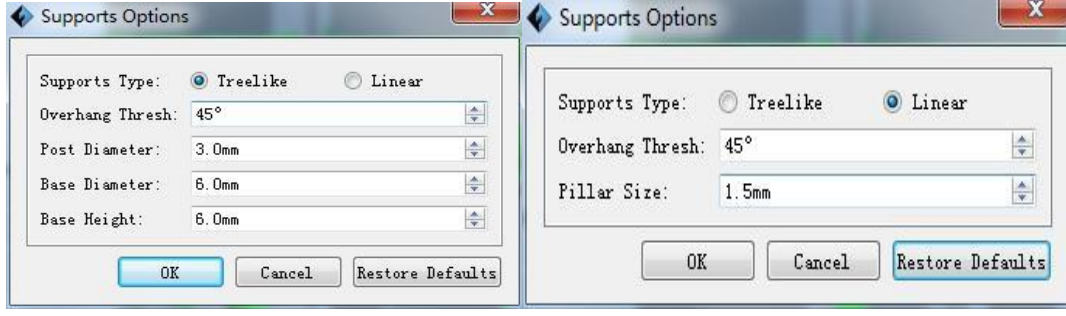 Supports Options
Supports Type: Treelike Linear
Overhang Thresh: 45°
Post Diameter: 3.0mm
Base Diameter: 6.0mm
Base Height: 6.0mm
OK Cancel Restore Defaults
Supports Options
Supports Type: Treelike Linear
Overhang Thresh: 45°
Pillar Size: 1.5mm
OK Cancel Restore Defaults